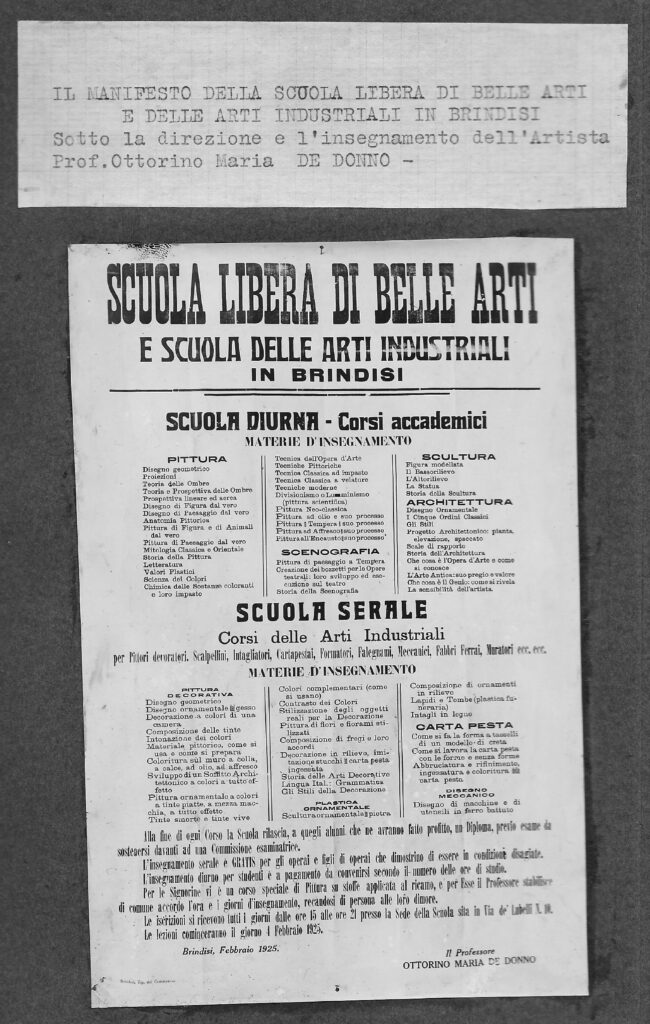 IL MANIFESTO DELLA SCUOLA LIBERA DI BELLE ARTI
E DELLE ARTI INDUSTRIALI IN BRINDISI
Sotto la direzione e l'insegnamento dell'Artista
Prof.Ottorino Maria DE DONNO -
SCUOLA LIBERA DI BELLE ARTI
E SCUOLA DELLE ARTI INDUSTRIALI
IN BRINDISI
SCUOLA DIURNA - Corsi accademici
MATERIE D'INSEGNAMENTO
PITTURA
Disegno geometrico
Proiezioni
Teoria delle Ombre
Teoria e Prospettiva delle Ombre
Prospettiva lineare ed aerea
Disegno di Figura dal vero
Disegno di Paesaggio dal vero
Anatomia Pittorica
Pittura di Figura e di Animali
dal vero
Pittura di Paesaggio dal vero
Mitologia Classica e Orientale
Storia della Pittura
Letteratura
Valori Plastici
Scienza dei Colori
Chimica delle Sostanze coloranti
e loro impasto
Tecnica dell'Opera d'Arte
Tecniche Pittoriche
Tecnica Classica ad impasto
Tecnica Classica a velature
Tecniche moderne
Divisionismo o Luminismo
(pittura scientifica)
Pittura Neo-classica
Pittura ad olio e suo processo
Pittura a Tempera e suo processo
Pittura ad Affresco e suo processo
Pittura all'Encausto e suo processo
SCENOGRAFIA
Pittura di paesaggio a Tempera
Creazione dei bozzetti per le Opere
teatrali: loro sviluppo ed ese-
cuzione sul teatro
Storia della Scenografia
SCULTURA
Figura modellata
Il Bassorilievo
L'Altorilievo
La Statua
Storia della Scultura
ARCHITETTURA
Disegno Ornamentale
I Cinque Ordini Classici
Gli Stili
Progetto Architettonico: pianta,
elevazione, spaccato
Scale di rapporto
Storia dell'Architettura
Che cosa è l'Opera d'Arte e come
si conosce
L'Arte Antica: suo pregio e valore
Che cosa è il Genio: come si rivela
La sensibilità dell'artista.
SCUOLA SERALE
Corsi delle Arti Industriali
per Pittori decoratori, Scalpellini, Intagliatori, Cartapestai, Formatori, Falegnami, Meccanici, Fabbri Ferrai, Muratori ecc. ecc.
MATERIE D'INSEGNAMENTO
PITTURA
DECORATIVA
Disegno geometrico
Disegno ornamentale gesso
Decorazione a colori di una
camera
Composizione delle tinte
Intonazione dei colori
Materiale pittorico, come si
usa e come si prepara
Coloritura sul muro a colla,
a calce, ad olio, ad affresco
Sviluppo di un Soffitto Archi-
tettonico a colori a tutto ef-
fetto
Pittura ornamentale a colori
a tinte piatte, a mezza mac-
chia, a tutto effetto
Tinte smorte e tinte vive
Colori complementari (come
si usano)
Contrasto dei Colori
Stilizzazione degli oggetti
reali per la Decorazione
Pittura di fiori e fiorami sti-
lizzati
Composizione di fregi e loro
accordi
Decorazione in rilievo, imi-
tazione stucchi e carta pesta
ingessata
Storia delle Arti Decorative
Lingua Ital.: Grammatica
Gli Stili della Decorazione
PLASTICA
ORNAMENTALE
Scultura ornamentale in pietra
Composizione di ornamenti
in rilievo
Lapidi e Tombe (plastica fu-
neraria)
Intagli in legno
CARTA PESTA
Come si fa la forma a tasselli
di un modello di creta
Come si lavora la carta pesta
con le forme e senza forme
Abbruciatura e rifinimento,
ingessatura e coloritura
carta pesta
DISEGNO
MECCANICO
Disegno di macchine e di
utensili in ferro battuto
Alla fine di ogni Corso la Scuola rilascia, a quegli alunni che ne avranno fatto profitto, un Diploma, previo esame da
sostenersi davanti ad una Commissione esaminatrice.
L'insegnamento serale è GRATIS per gli operai e figli di operai che dimostrino di essere in condizioni disagiate.
L'insegnamento diurno per studenti è a pagamento da convenirsi secondo il numero delle ore di studio.
Per le Signorine vi è un corso speciale di Pittura su stoffe applicata al ricamo, e per Esse il Professore stabilisce
di comune accordo l'ora e i giorni d'insegnamento, recandosi di persona alle loro dimore.
Le iscrizioni si ricevono tutti i giorni dalle ore 15 alle ore 21 presso la Sede della Scuola sita in Via de' Lubelli N. 10.
Le lezioni cominceranno il giorno 4 Febbraio 1925.
Brindisi, Febbraio 1925.
Il Professore
OTTORINO MARIA DE DONNO
Brindisi, Tip. del Commercio